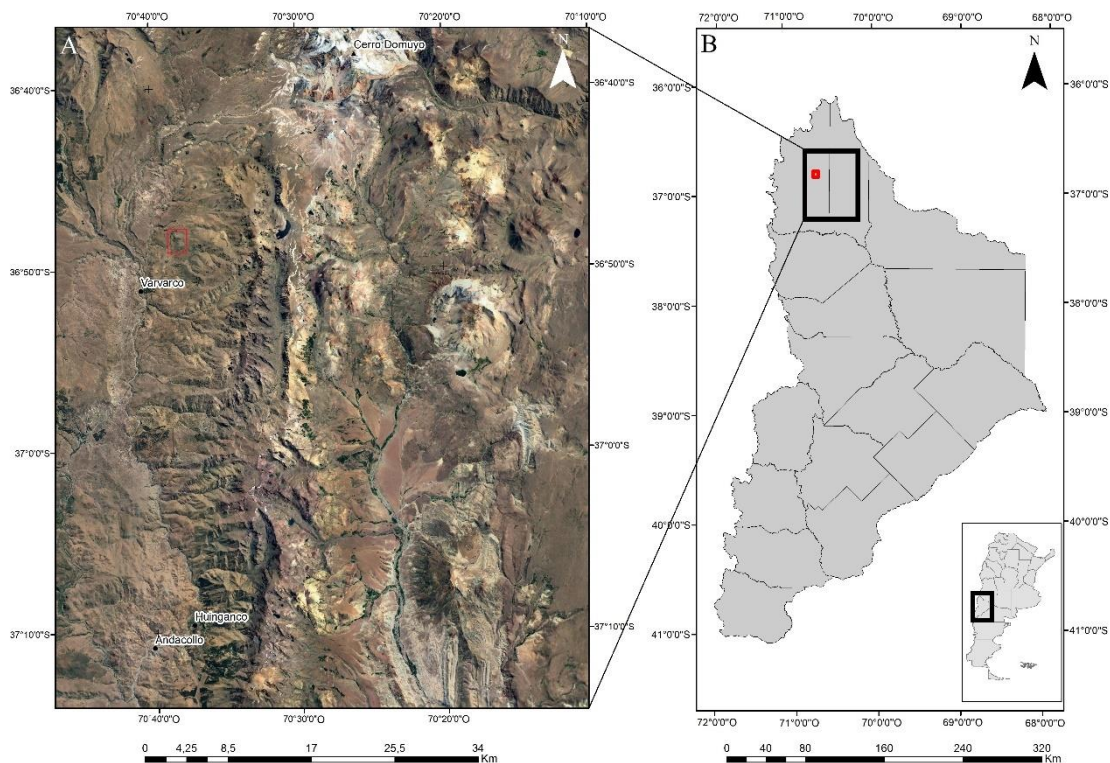 70°40'0"O 70°30'0"O 70°20'0"O 70°10'0"O
72°0'0"O 71°0'0"O 70°0'0"O 69°0'0"O 68°0'0"O
A
Cerro Domuyo
N
B
N
36°40'0"S
36°40'0"S
36°0'0"S
36°0'0"S
37°0'0"S
37°0'0"S
36°50'0"S
36°50'0"S
Varvarco
38°0'0"S
38°0'0"S
39°0'0"S
39°0'0"S
37°0'0"S
37°0'0"S
40°0'0"S
40°0'0"S
Huinganco
37°10'0"S
37°10'0"S
Andacollo
41°0'0"S
41°0'0"S
70°40'0"O 70°30'0"O 70°20'0"O
72°0'0"O 71°0'0"O 70°0'0"O 69°0'0"O 68°0'0"O
0 4,25 8,5 17 25,5 34
Km
0 40 80 160 240 320
Km